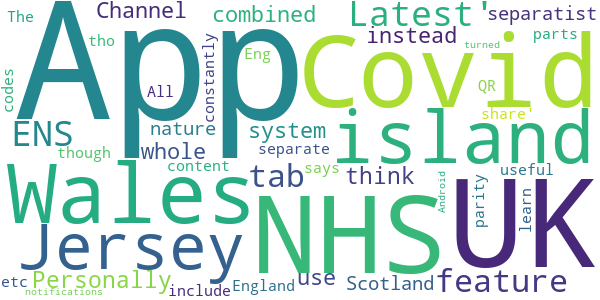 The Channel combined Latest' separatist
tho App Covid instead parts
codes All constantly Eng QR turned
ENS nature system island share'
though whole separate
Wales content tab says think Android parity useful learn
Jersey NHS UK
etc Personally include England use Scotland feature
notifications